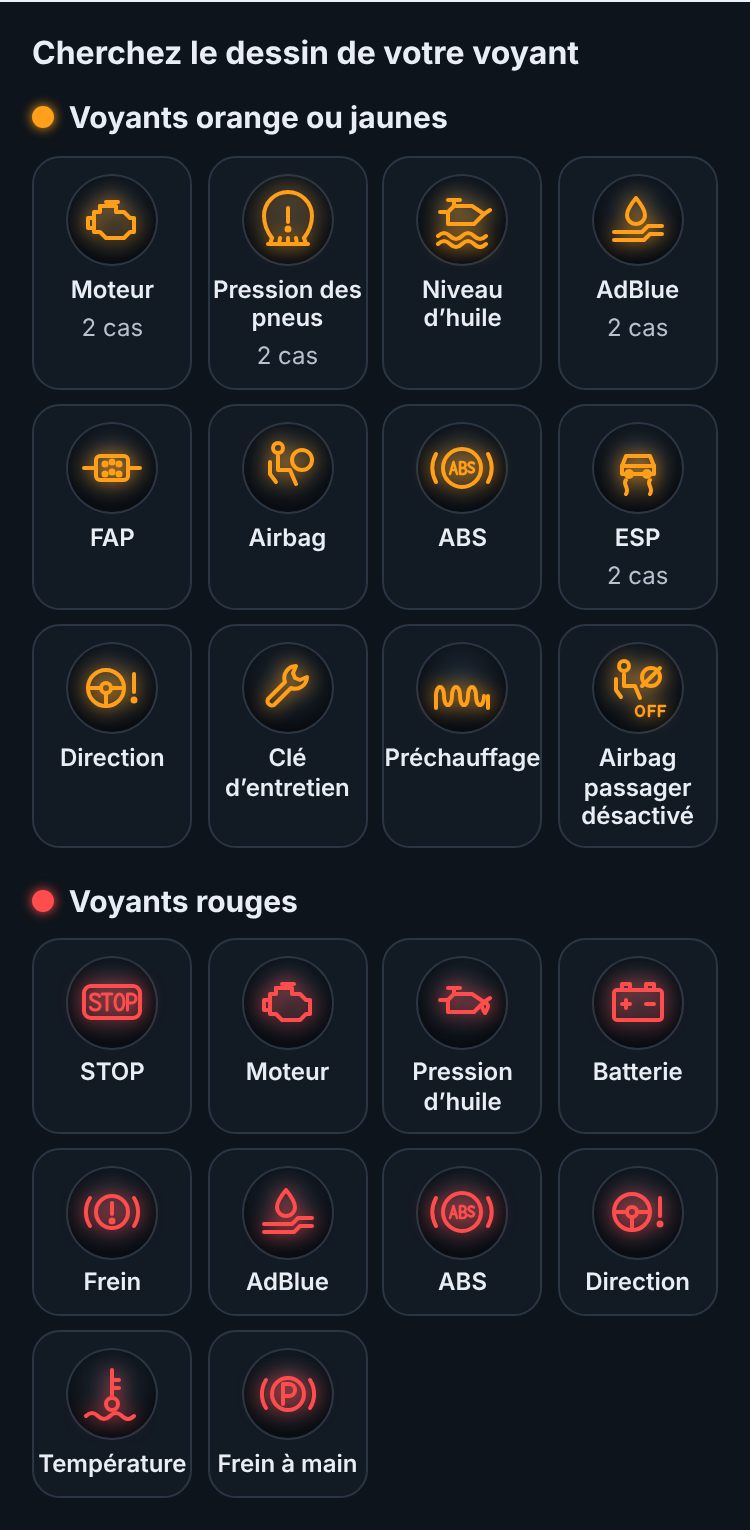 Cherchez le dessin de votre voyant
Voyants orange ou jaunes
Moteur
2 cas
Pression des
pneus
2 cas
Niveau
d’huile
AdBlue
2 cas
FAP
Airbag
ABS
ABS
ESP
2 cas
Direction
Clé
d’entretien
Préchauffage
OFF
Airbag
passager
désactivé
Voyants rouges
STOP
STOP
Moteur
Pression
d’huile
Batterie
Frein
AdBlue
ABS
ABS
Direction
Température
P
Frein à main